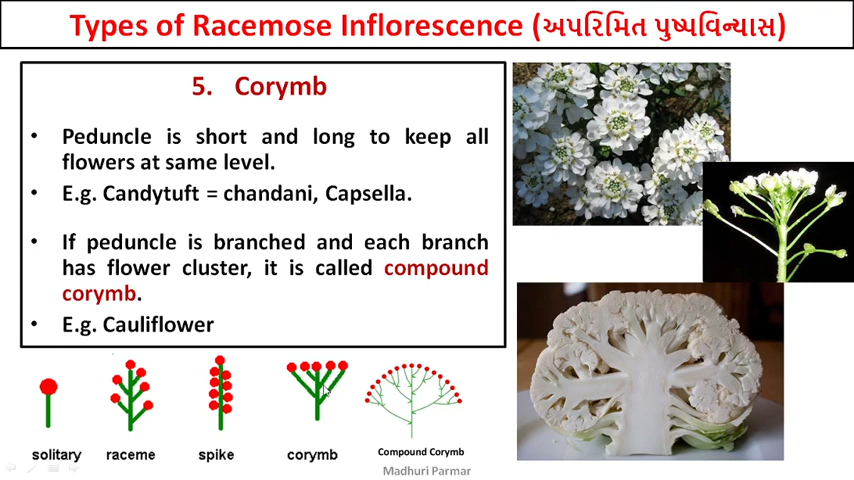 Types of Racemose Inflorescence (અપરિમિત પુષ્પવિન્યાસ)
5. Corymb
• Peduncle is short and long to keep all
flowers at same level.
• E.g. Candytuft = chandani, Capsella.
• If peduncle is branched and each branch
has flower cluster, it is called compound
corymb.
• E.g. Cauliflower
solitary
raceme
spike
corymb
Compound Corymb
Madhuri Parmar